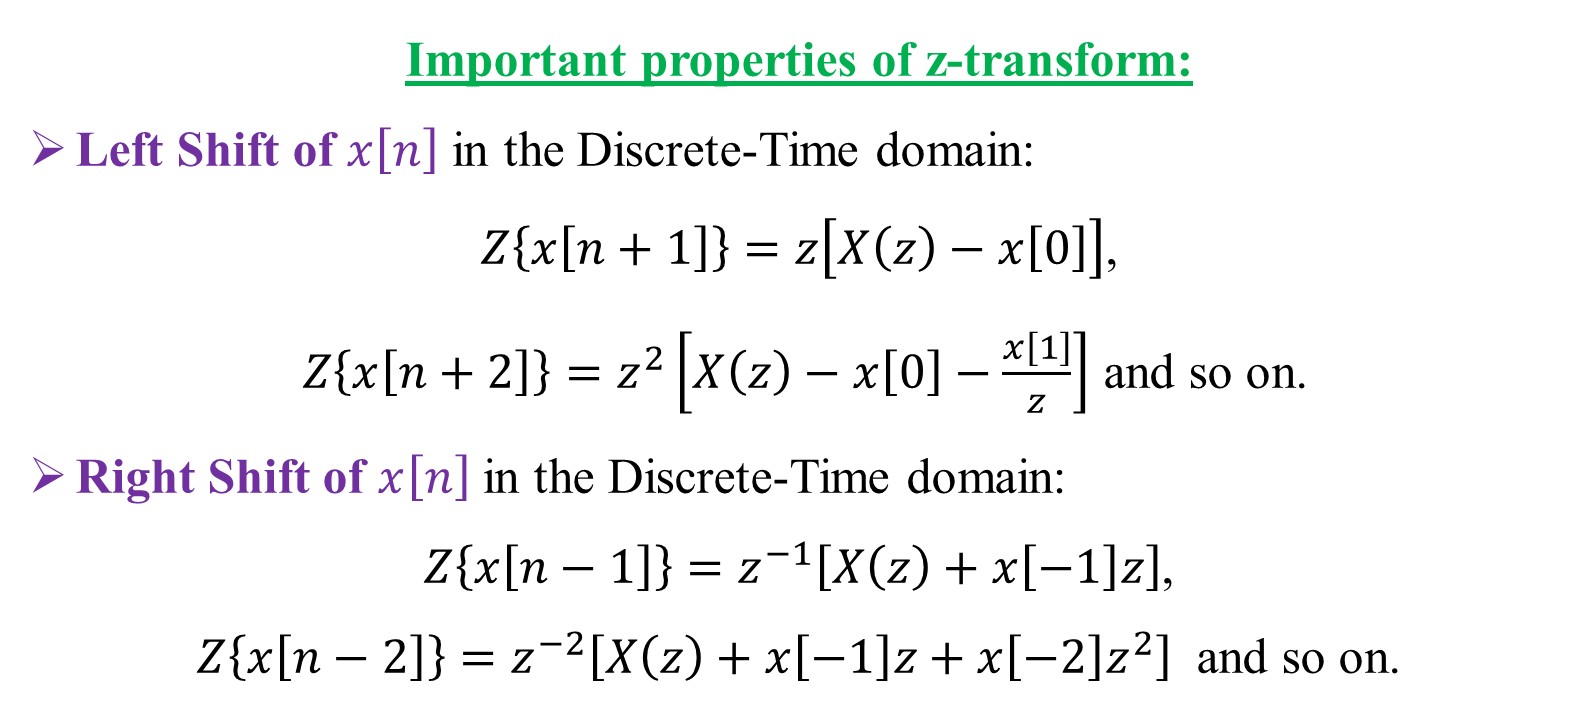 Important properties of z-transform:
➢ Left Shift of x[n] in the Discrete-Time domain:
Z{x[n + 1]} = z[X(z) − x[0]],
Z{x[n + 2]} = z² [X(z) − x[0] − x[1]/z] and so on.
➢ Right Shift of x[n] in the Discrete-Time domain:
Z{x[n − 1]} = z⁻¹[X(z) + x[−1]z],
Z{x[n − 2]} = z⁻²[X(z) + x[−1]z + x[−2]z²] and so on.